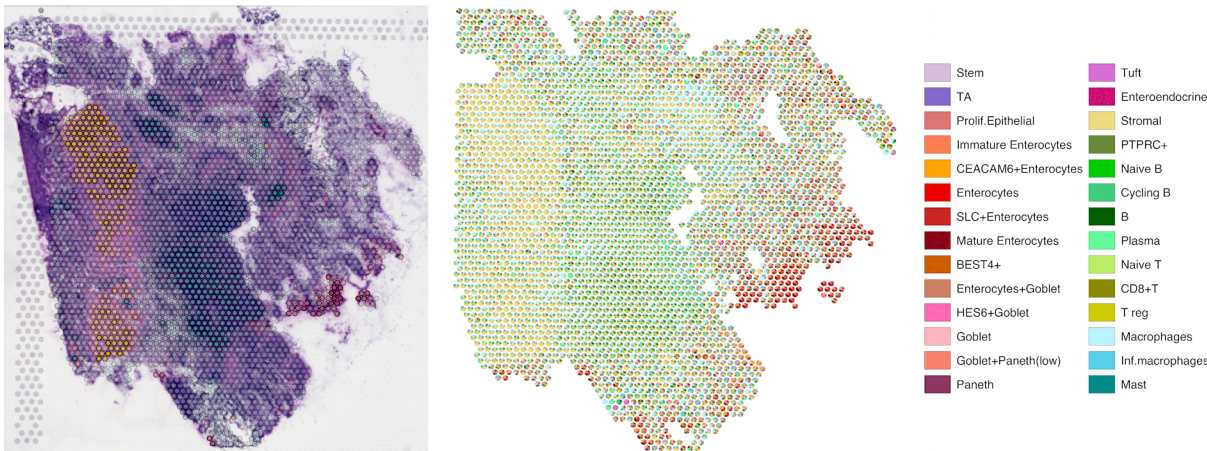 Stem
TA
Prolif.Epithelial
Immature Enterocytes
CEACAM6+Enterocytes
Enterocytes
SLC+Enterocytes
Mature Enterocytes
BEST4+
Enterocytes+Goblet
HES6+Goblet
Goblet
Goblet+Paneth(low)
Paneth
Tuft
Enteroendocrine
Stromal
PTPRC+
Naive B
Cycling B
B
Plasma
Naive T
CD8+T
T reg
Macrophages
Inf.macrophages
Mast